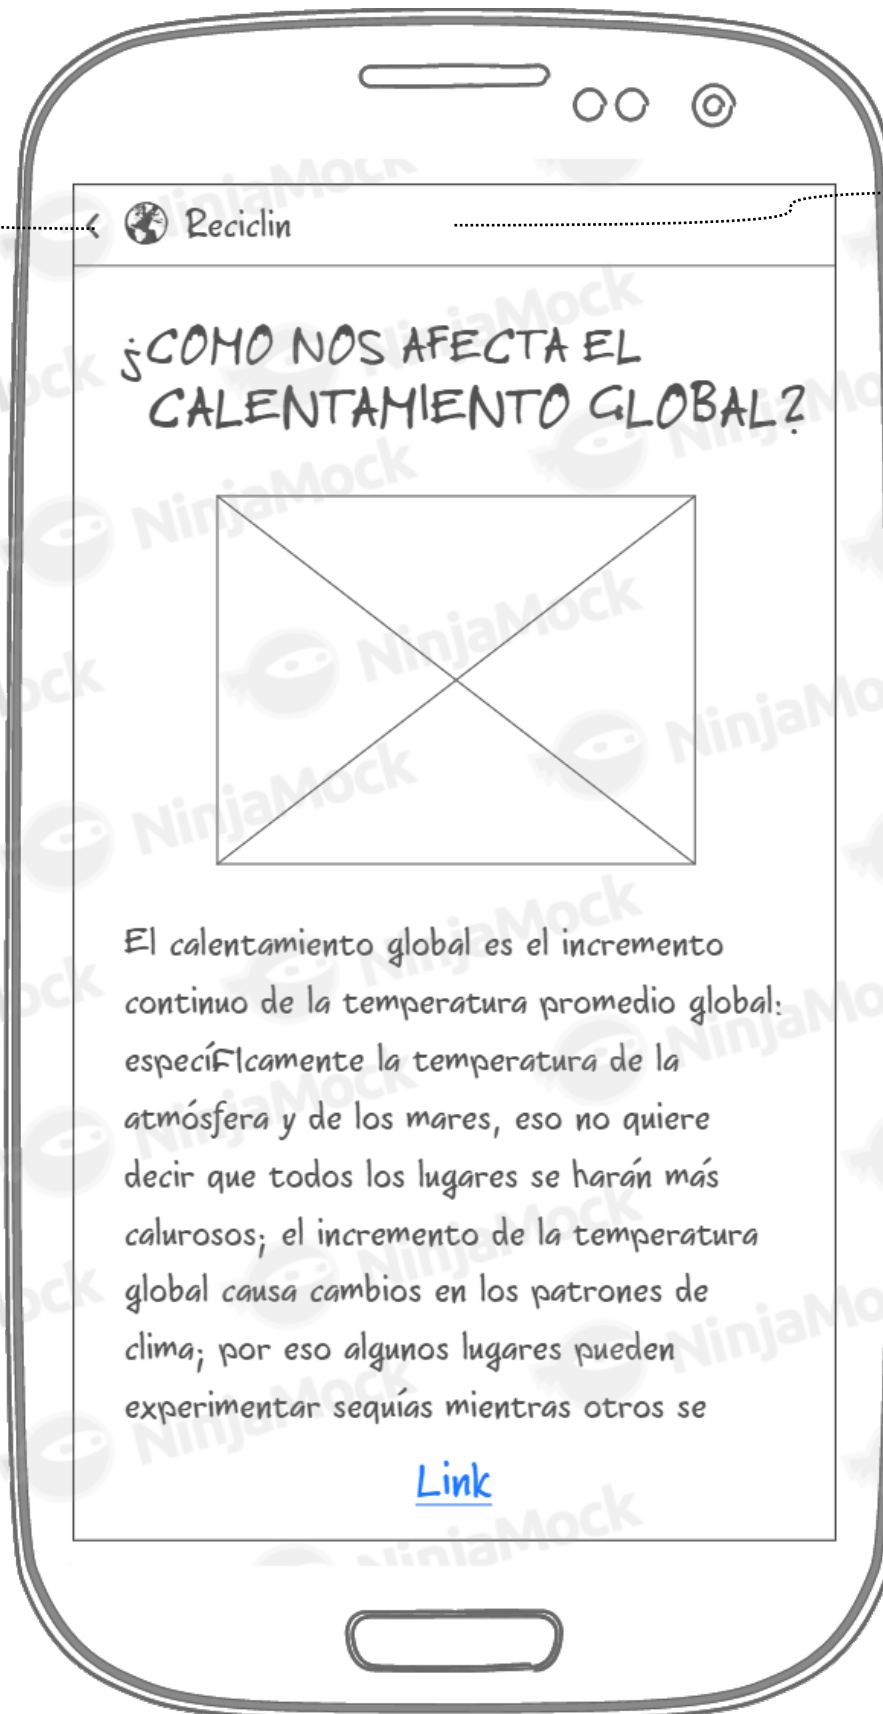 Reciclin
¿COMO NOS AFECTA EL
CALENTAMIENTO GLOBAL?
El calentamiento global es el incremento
continuo de la temperatura promedio global:
específIcamente la temperatura de la
atmósfera y de los mares, eso no quiere
decir que todos los lugares se harán más
calurosos; el incremento de la temperatura
global causa cambios en los patrones de
clima; por eso algunos lugares pueden
experimentar sequías mientras otros se
Link
NinjaMock